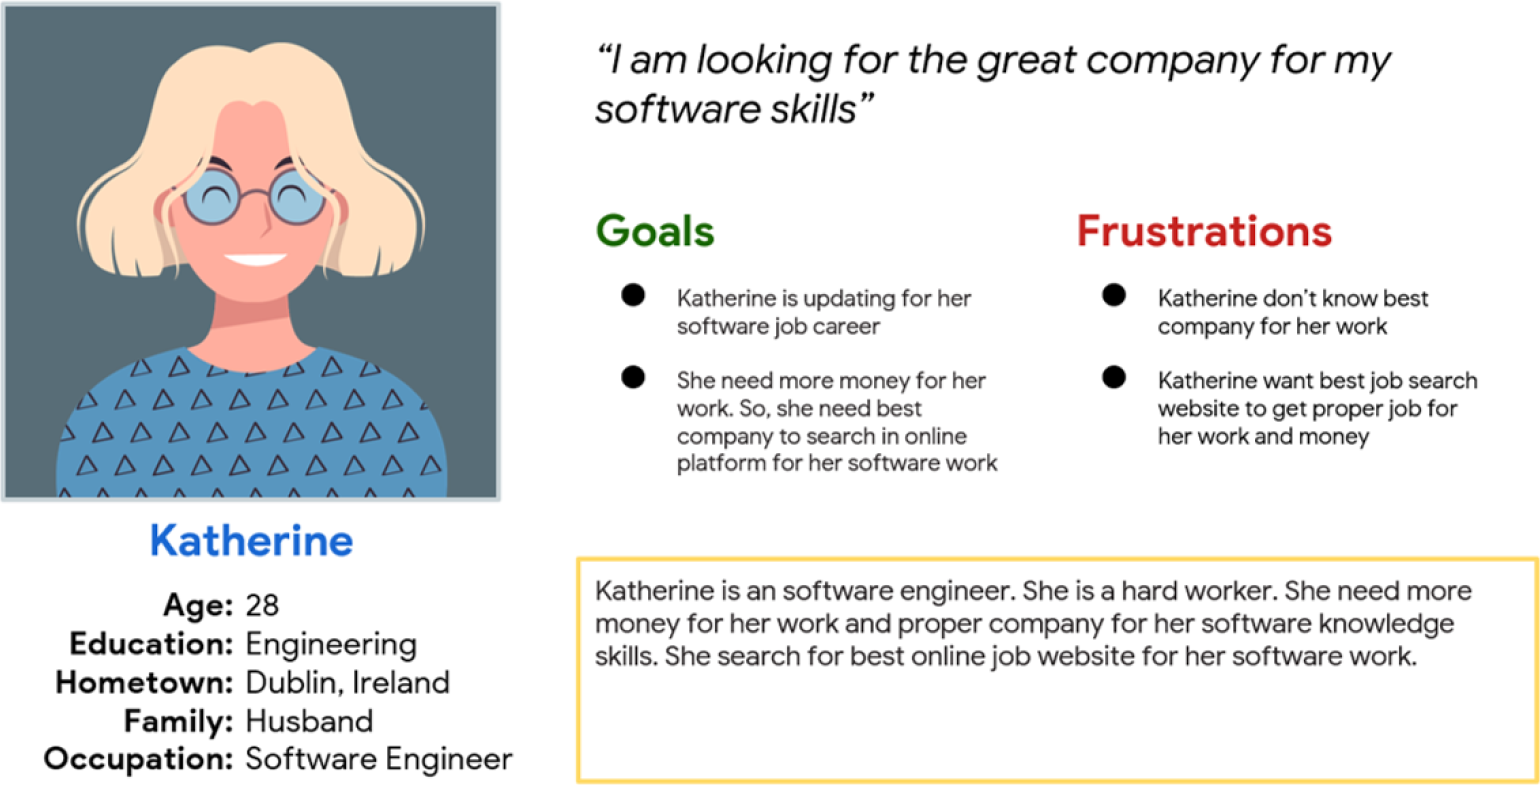 “I am looking for the great company for my
software skills”
Goals
Katherine is updating for her
software job career
She need more money for her
work. So, she need best
company to search in online
platform for her software work
Frustrations
Katherine don’t know best
company for her work
Katherine want best job search
website to get proper job for
her work and money
Katherine
Age: 28
Education: Engineering
Hometown: Dublin, Ireland
Family: Husband
Occupation: Software Engineer
Katherine is an software engineer. She is a hard worker. She need more
money for her work and proper company for her software knowledge
skills. She search for best online job website for her software work.